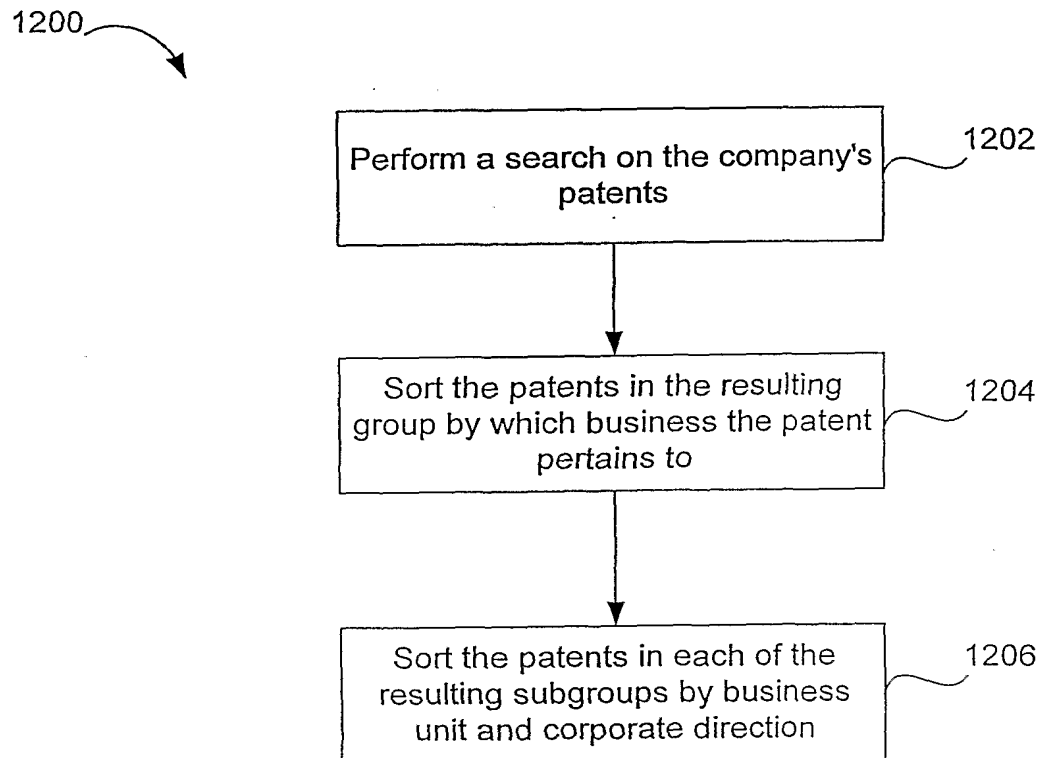 1200
Perform a search on the company's
patents
1202
Sort the patents in the resulting
group by which business the patent
pertains to
1204
Sort the patents in each of the
resulting subgroups by business
unit and corporate direction
1206